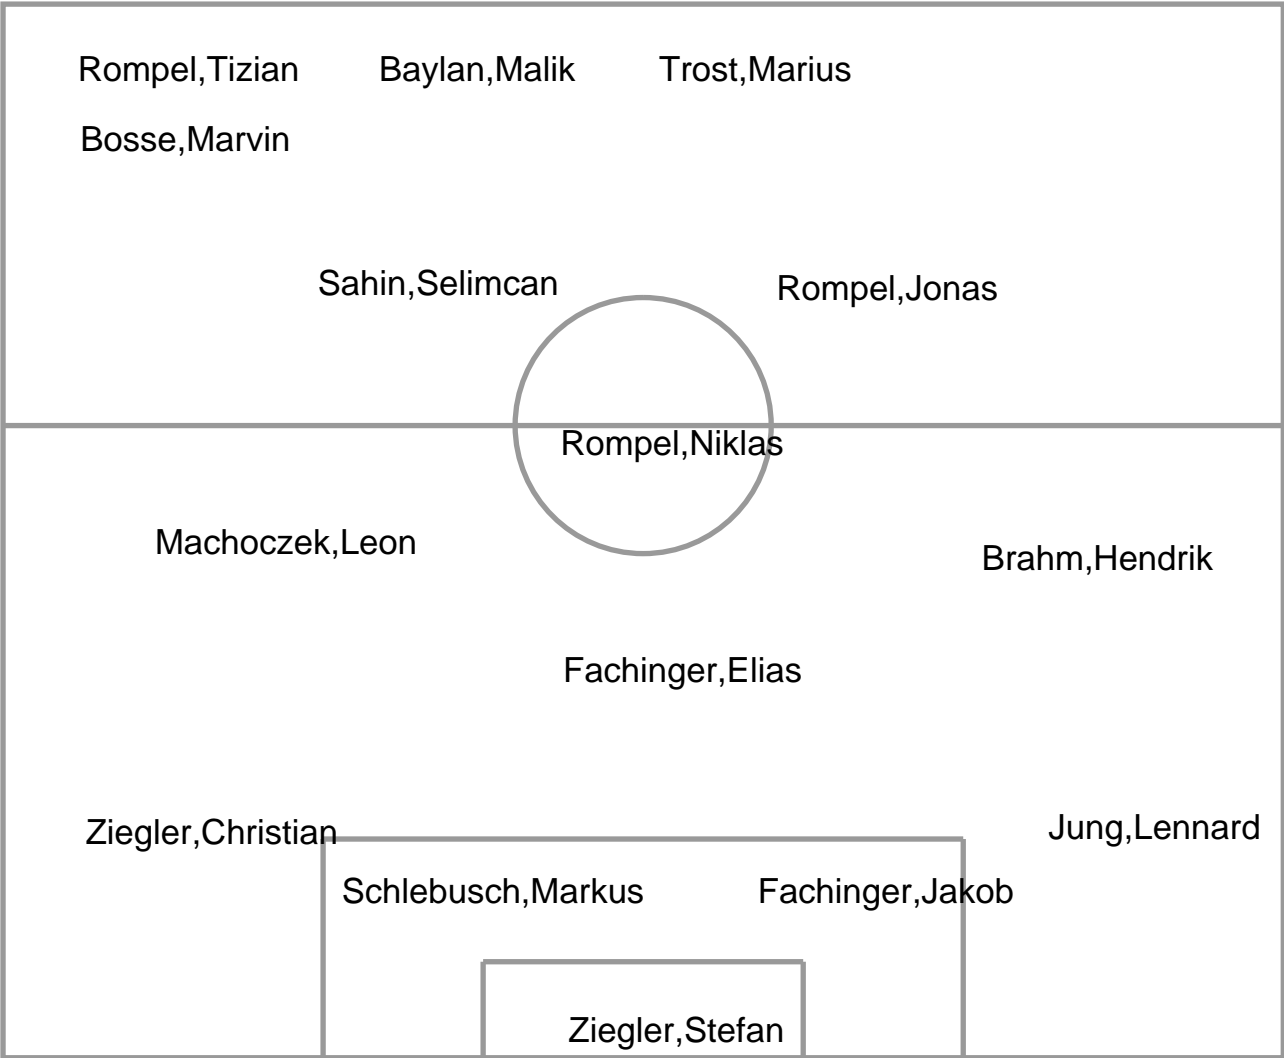 Rompel,Tizian Baylan,Malik Trost,Marius
Bosse,Marvin
Sahin,Selimcan Rompel,Jonas
Rompel,Niklas
Machoczek,Leon Brahm,Hendrik
Fachinger,Elias
Ziegler,Christian Jung,Lennard
Schlebusch,Markus Fachinger,Jakob
Ziegler,Stefan